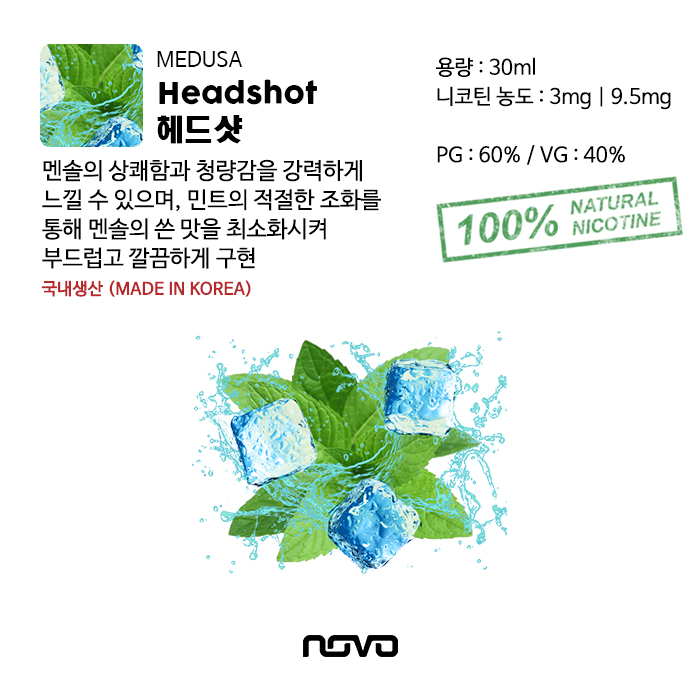 MEDUSA
Headshot
헤드샷
멘솔의 상쾌함과 청량감을 강력하게
느낄 수 있으며, 민트의 적절한 조화를
통해 멘솔의 쓴 맛을 최소화시켜
부드럽고 깔끔하게 구현
국내생산 (MADE IN KOREA)
용량 : 30ml
니코틴 농도 : 3mg | 9.5mg
PG : 60% / VG : 40%
100% NATURAL
NICOTINE
novo